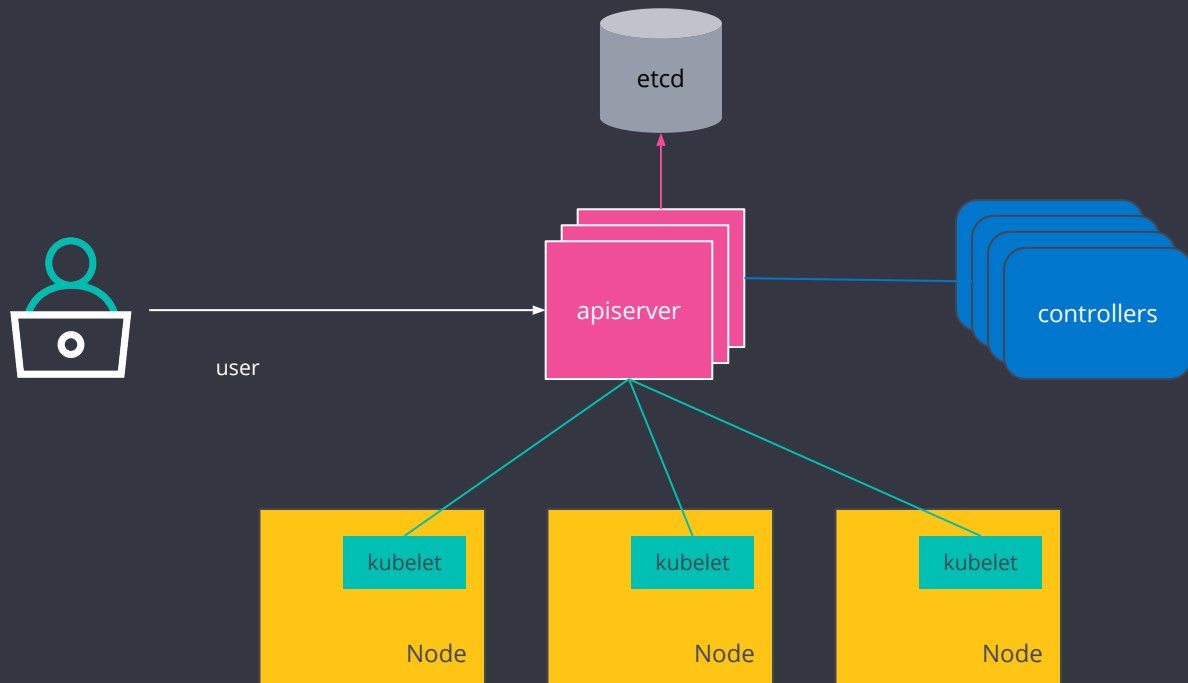 etcd
apiserver
controllers
user
kubelet
kubelet
kubelet
Node
Node
Node